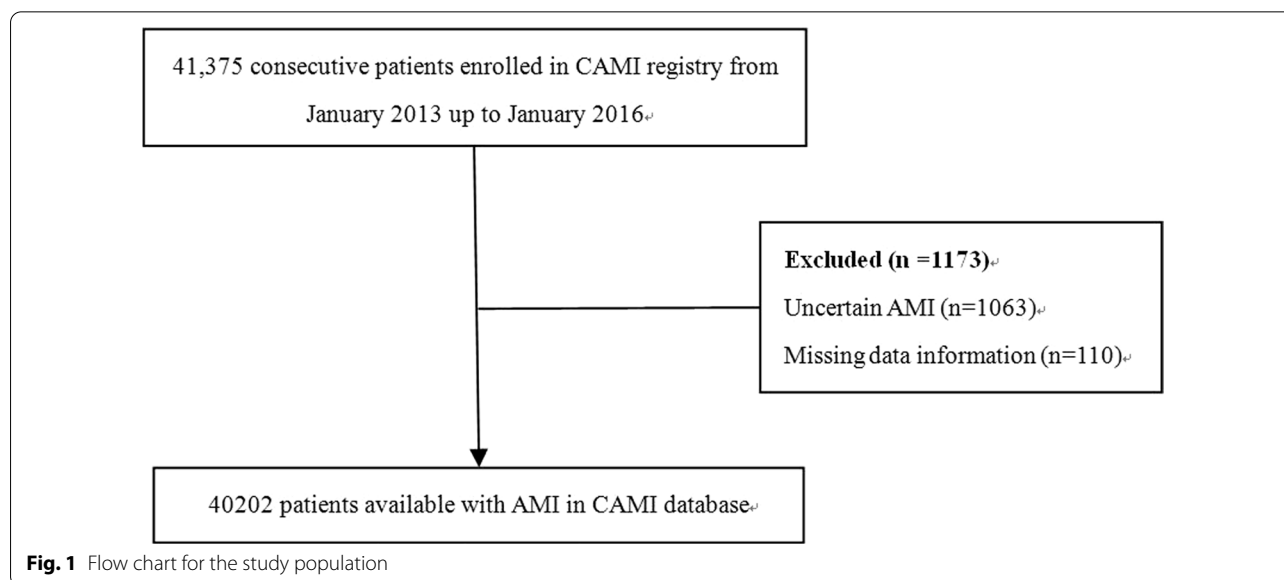 41,375 consecutive patients enrolled in CAMI registry from
January 2013 up to January 2016↵
Excluded (n =1173)↵
Uncertain AMI (n=1063)↵
Missing data information (n=110)↵
40202 patients available with AMI in CAMI database↵
Fig. 1 Flow chart for the study population